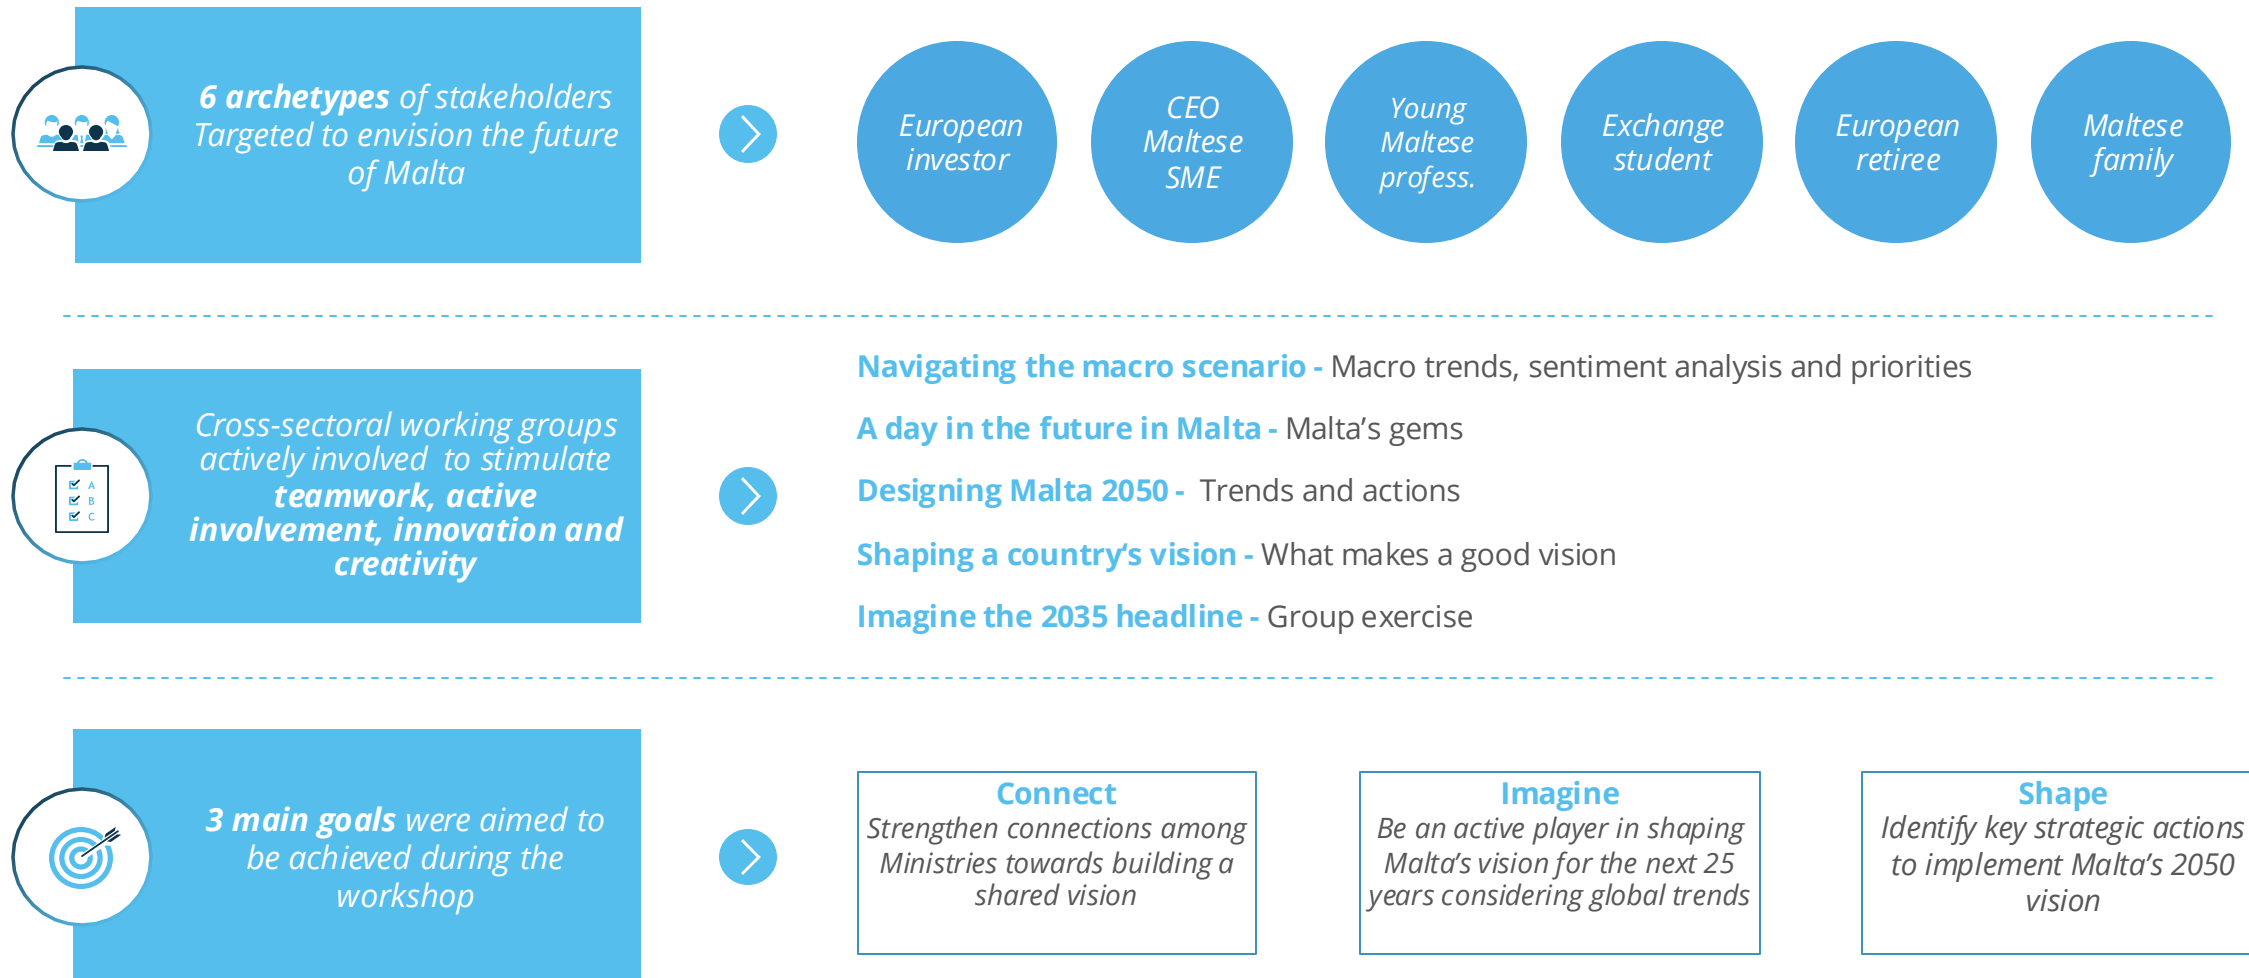 6 archetypes of stakeholders
Targeted to envision the future
of Malta
European
investor
CEO
Maltese
SME
Young
Maltese
profess.
Exchange
student
European
retiree
Maltese
family
Cross-sectoral working groups
actively involved to stimulate
teamwork, active
involvement, innovation and
creativity
A
B
C
Navigating the macro scenario - Macro trends, sentiment analysis and priorities
A day in the future in Malta - Malta’s gems
Designing Malta 2050 - Trends and actions
Shaping a country‘s vision - What makes a good vision
Imagine the 2035 headline - Group exercise
3 main goals were aimed to
be achieved during the
workshop
Connect
Strengthen connections among
Ministries towards building a
shared vision
Imagine
Be an active player in shaping
Malta’s vision for the next 25
years considering global trends
Shape
Identify key strategic actions
to implement Malta’s 2050
vision